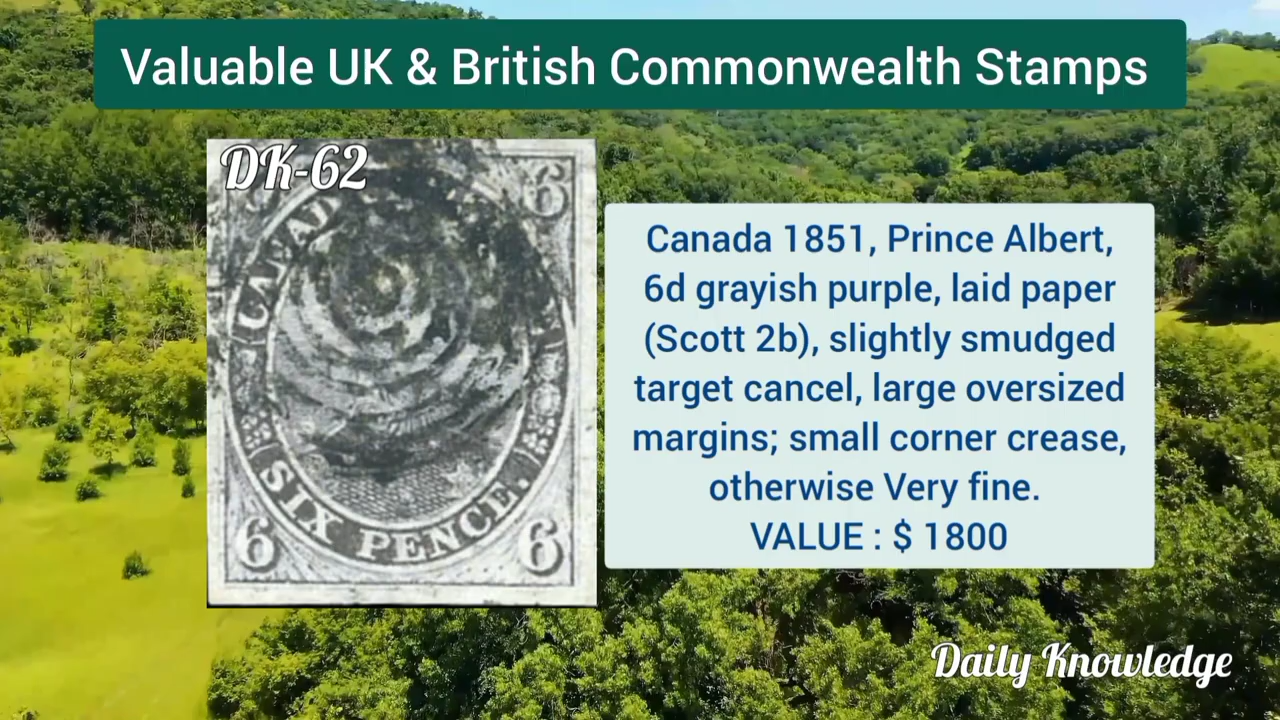 Valuable UK & British Commonwealth Stamps
DK-62
6
CANAD
SIX PENCE.
6 6
Canada 1851, Prince Albert,
6d grayish purple, laid paper
(Scott 2b), slightly smudged
target cancel, large oversized
margins; small corner crease,
otherwise Very fine.
VALUE : $ 1800
Daily Knowledge